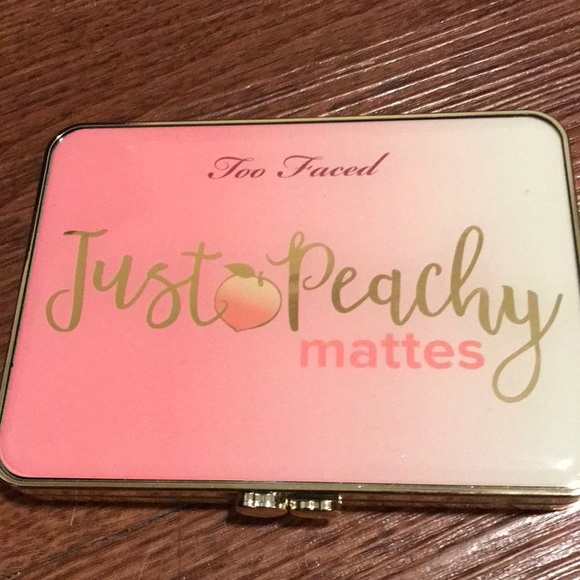 Too Faced
Just Peachy
mattes